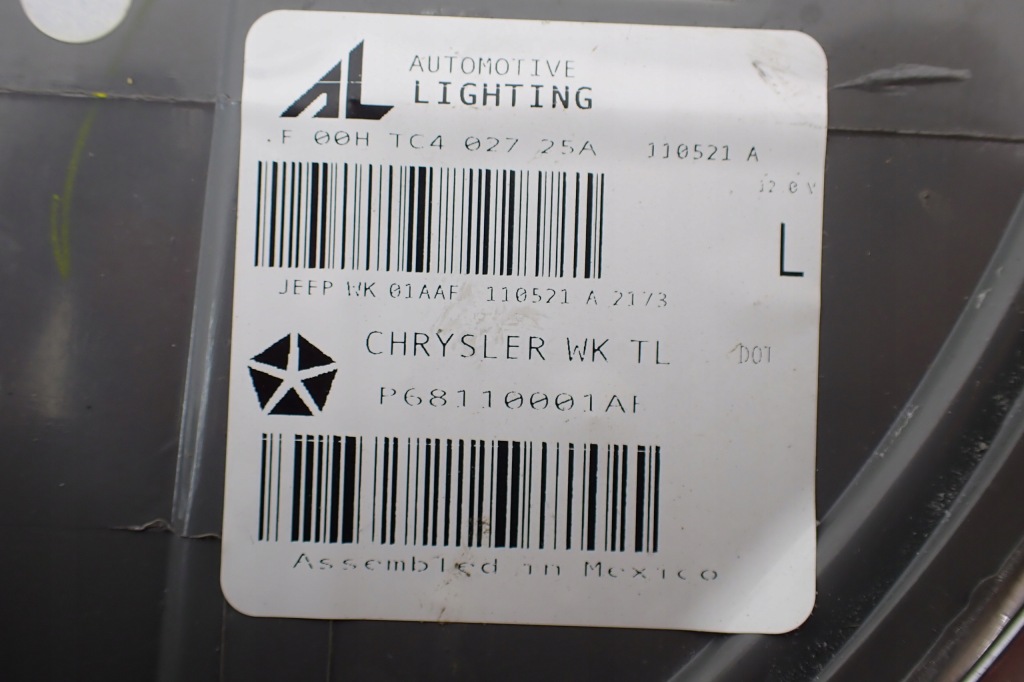 AL
AUTOMOTIVE
LIGHTING
.F 00H TC4 027 25A 110521 A
12.0 V
L
JEEP WK 01AAF 110521 A 2173
CHRYSLER WK TL DOT
Assembled in Mexico